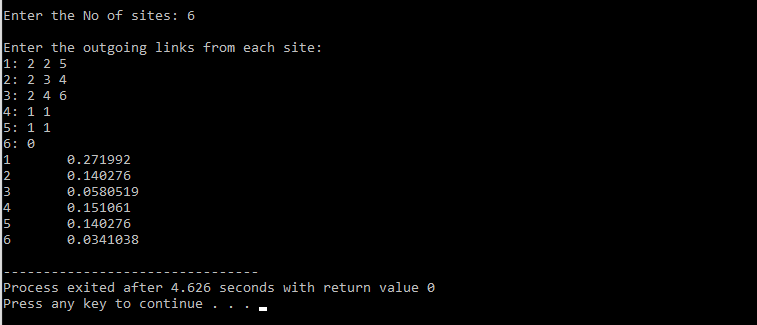 Enter the No of sites: 6
Enter the outgoing links from each site:
1: 2 2 5
2: 2 3 4
3: 2 4 6
4: 1 1
5: 1 1
6: 0
1 0.271992
2 0.140276
3 0.0580519
4 0.151061
5 0.140276
6 0.0341038
--------------------------------
Process exited after 4.626 seconds with return value 0
Press any key to continue . . .